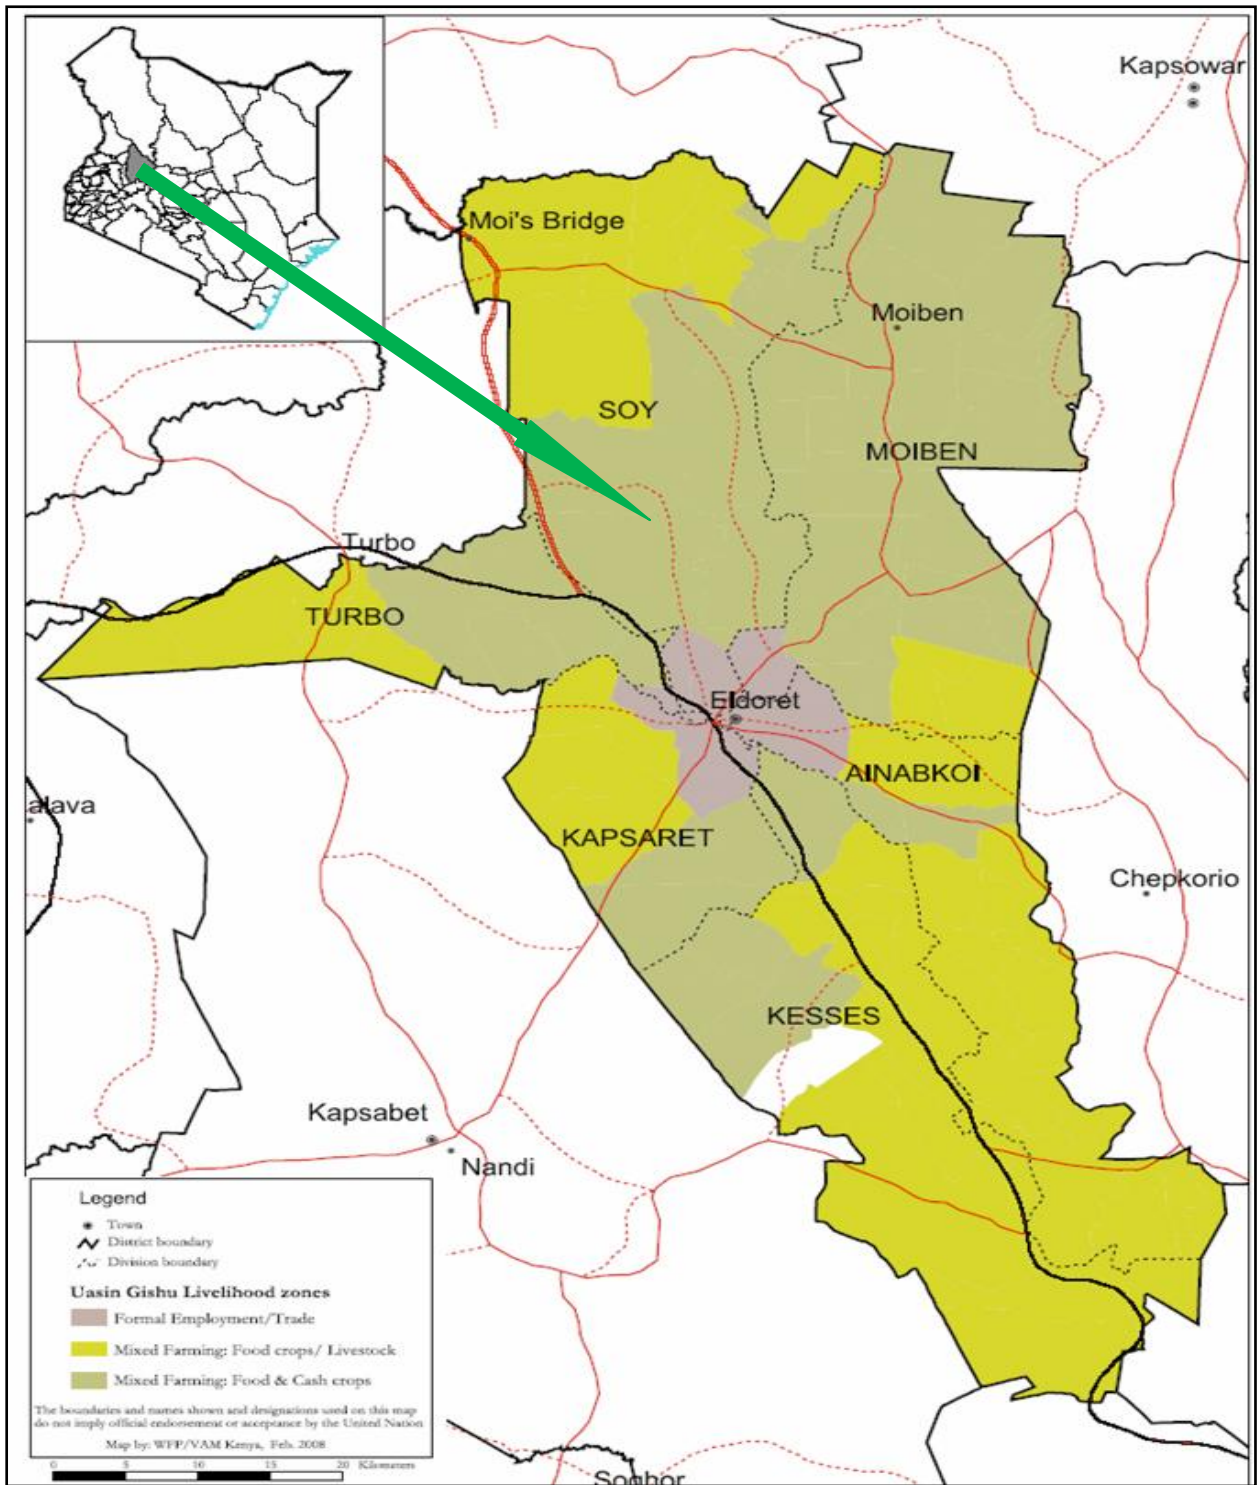 Kapsowar
Moi's Bridge
Moiben
SOY
MOIBEN
Turbo
TURBO
Eldoret
AINABKOI
alava
KAPSARET
Chepkorio
KESSES
Kapsabet
Nandi
Legend
Town
District boundary
Division boundary
Uasin Gishu Livelihood zones
Formal Employment/Trade
Mixed Farming: Food crops/ Livestock
Mixed Farming: Food & Cash crops
The boundaries and names shown and designations used on this map
do not imply official endorsement or acceptance by the United Nation
Map by: WFP/VAM Kenya, Feb. 2008
0 5 10 15 20 Kilometers
Soghor